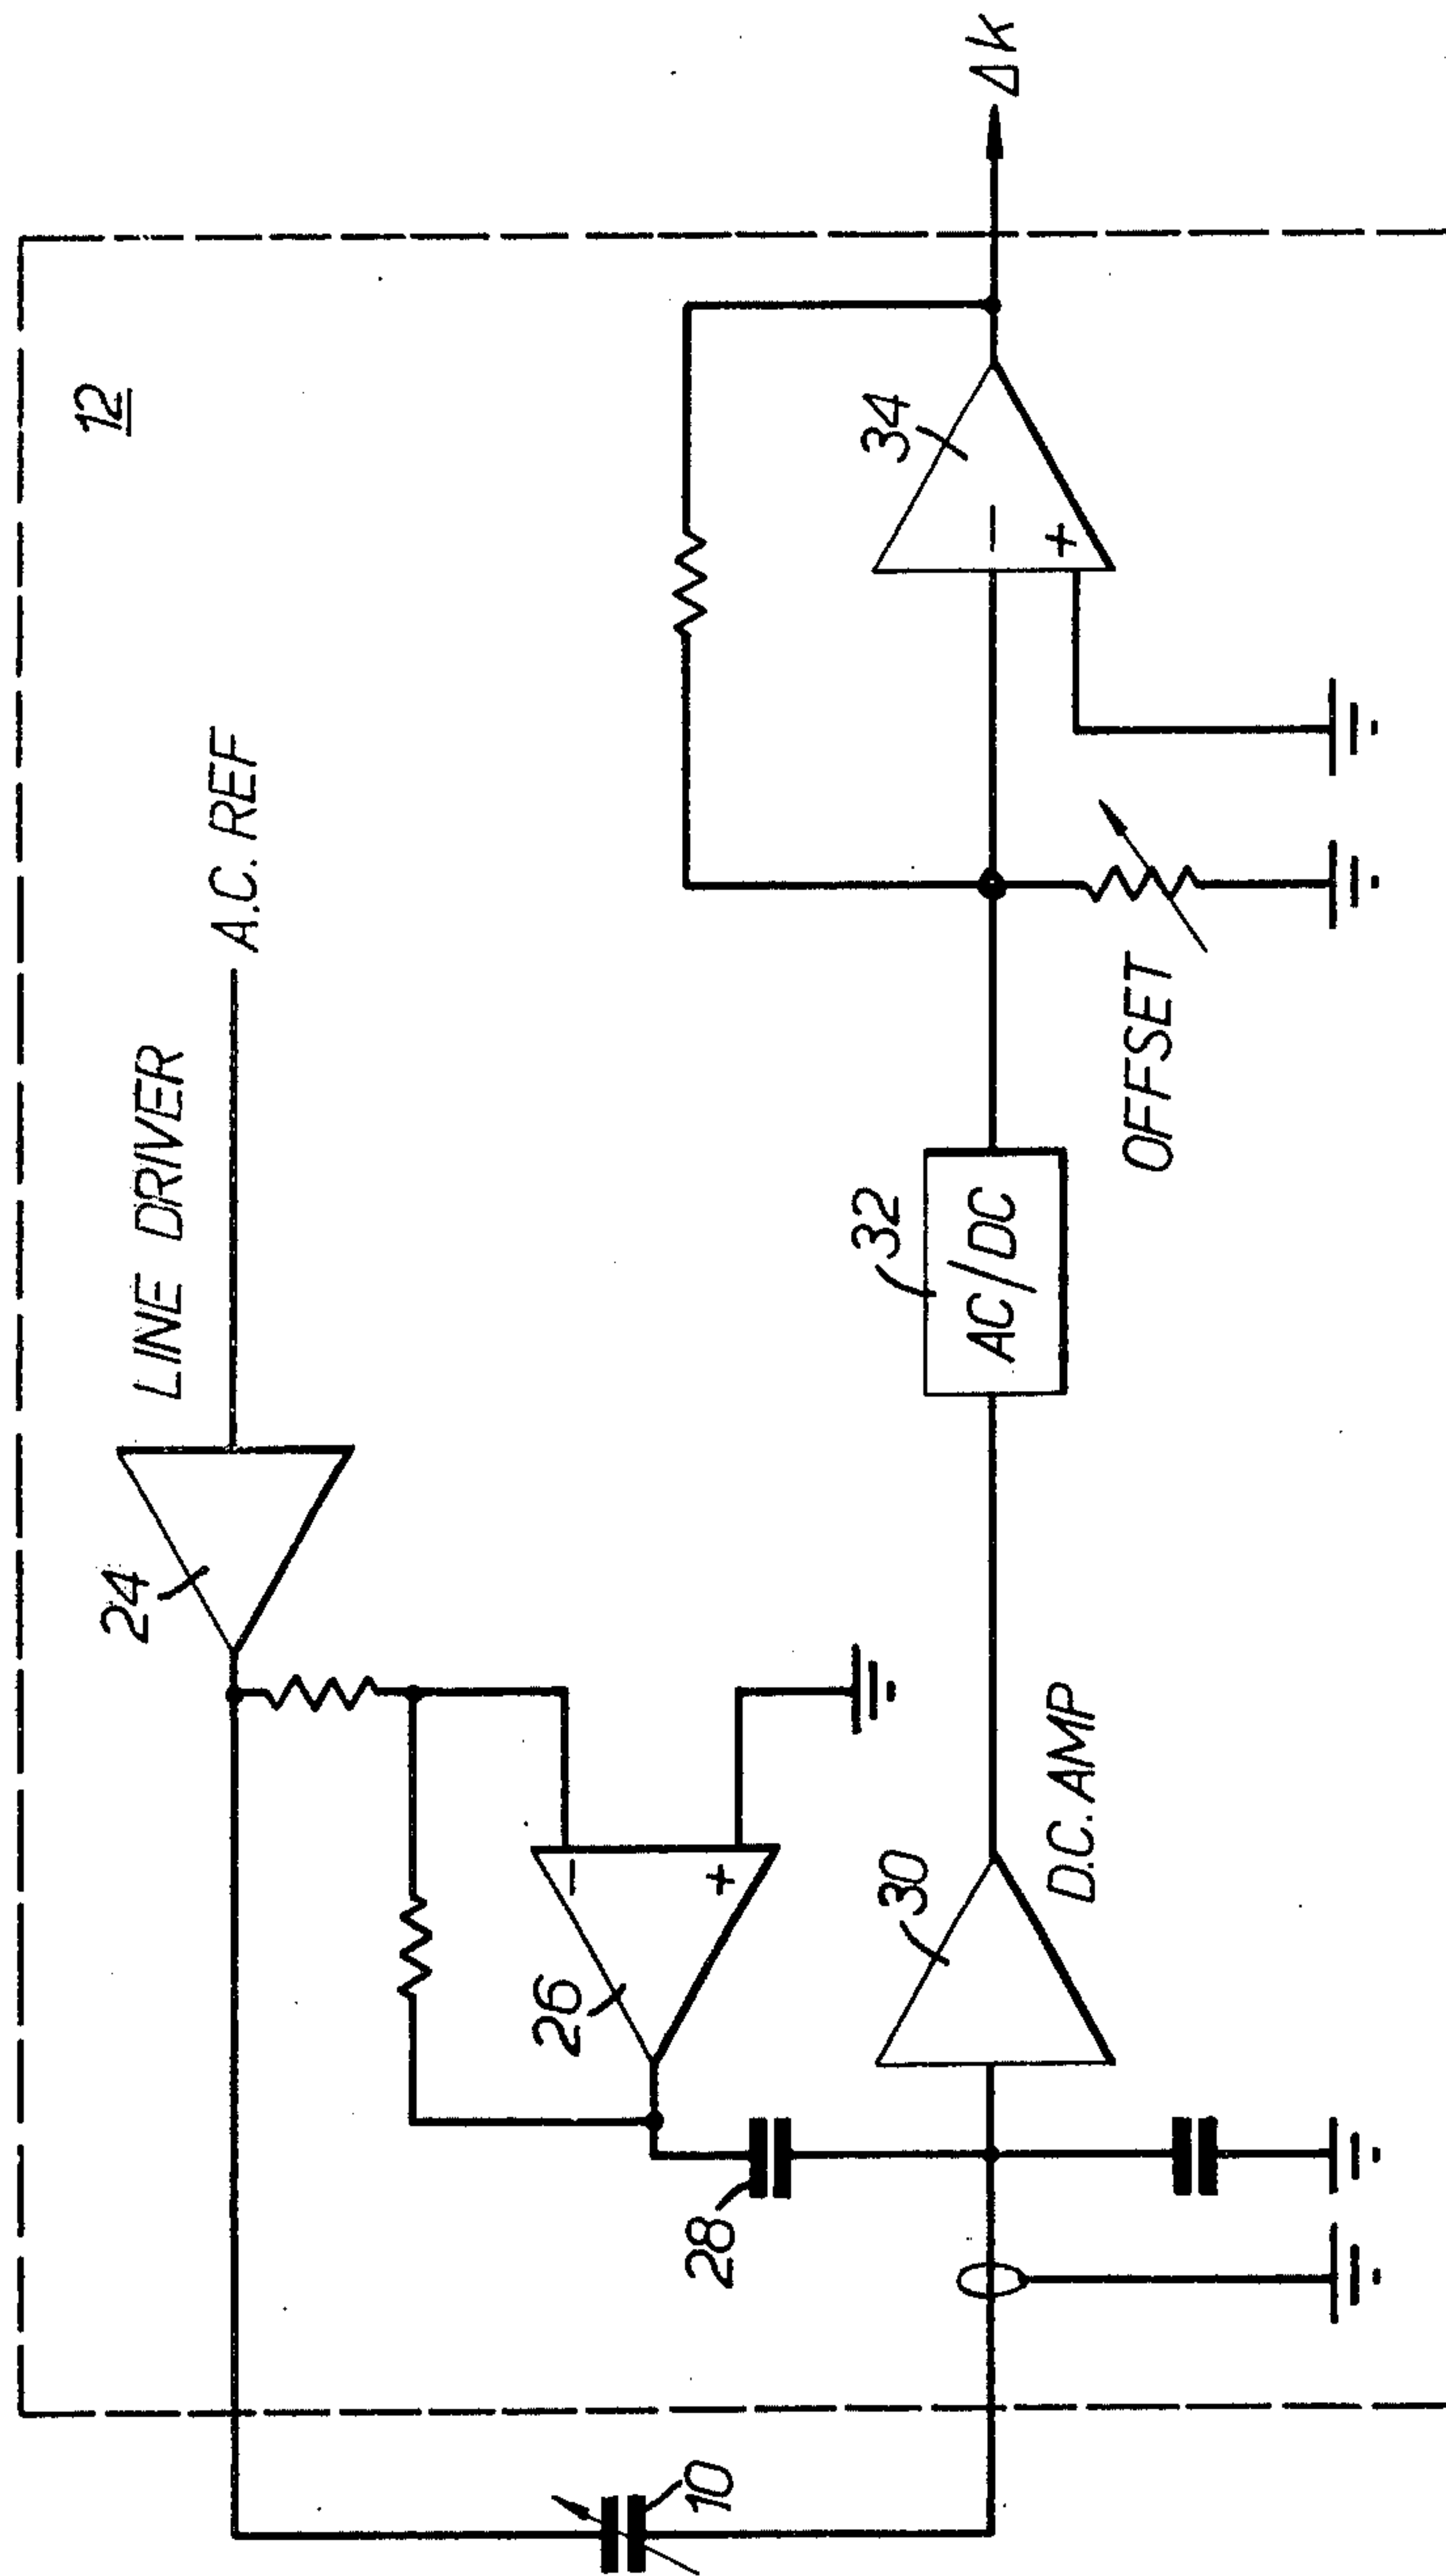 12
LINE DRIVER
A.C. REF
24
26
-
+
28
10
30
D.C. AMP
32
AC/DC
OFFSET
34
-
+
ΔK